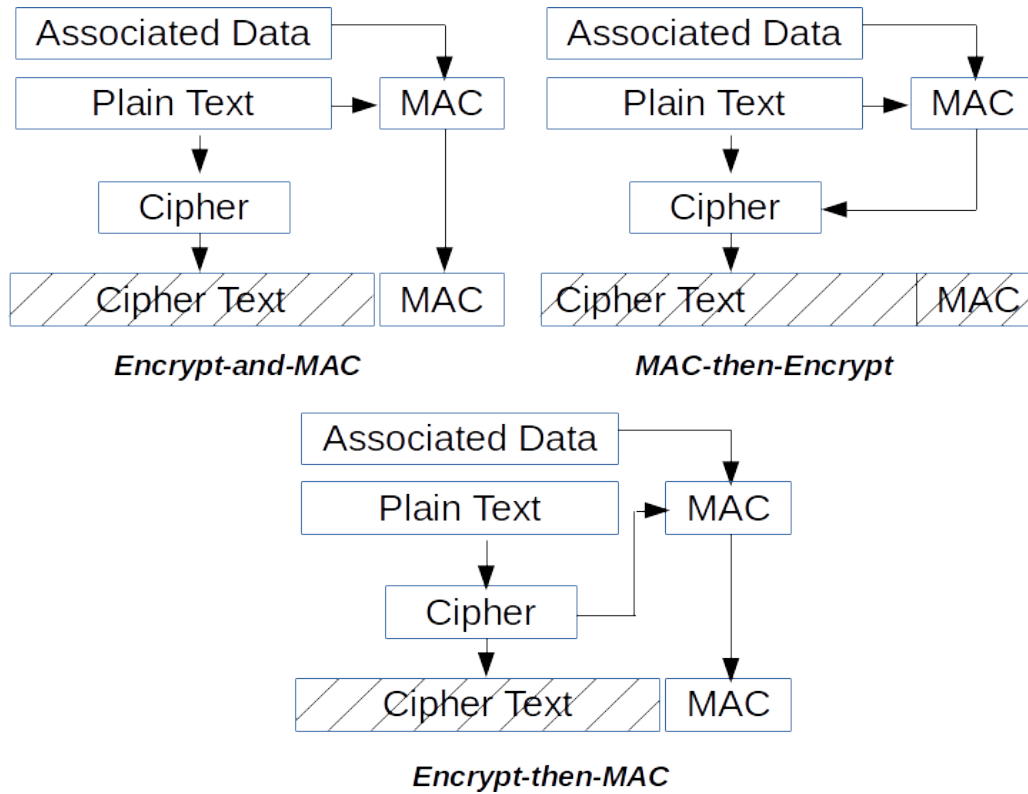 Associated Data
Plain Text
MAC
Cipher
Cipher Text
MAC
Encrypt-and-MAC
Associated Data
Plain Text
MAC
Cipher
Cipher Text
MAC
MAC-then-Encrypt
Associated Data
Plain Text
MAC
Cipher
Cipher Text
MAC
Encrypt-then-MAC